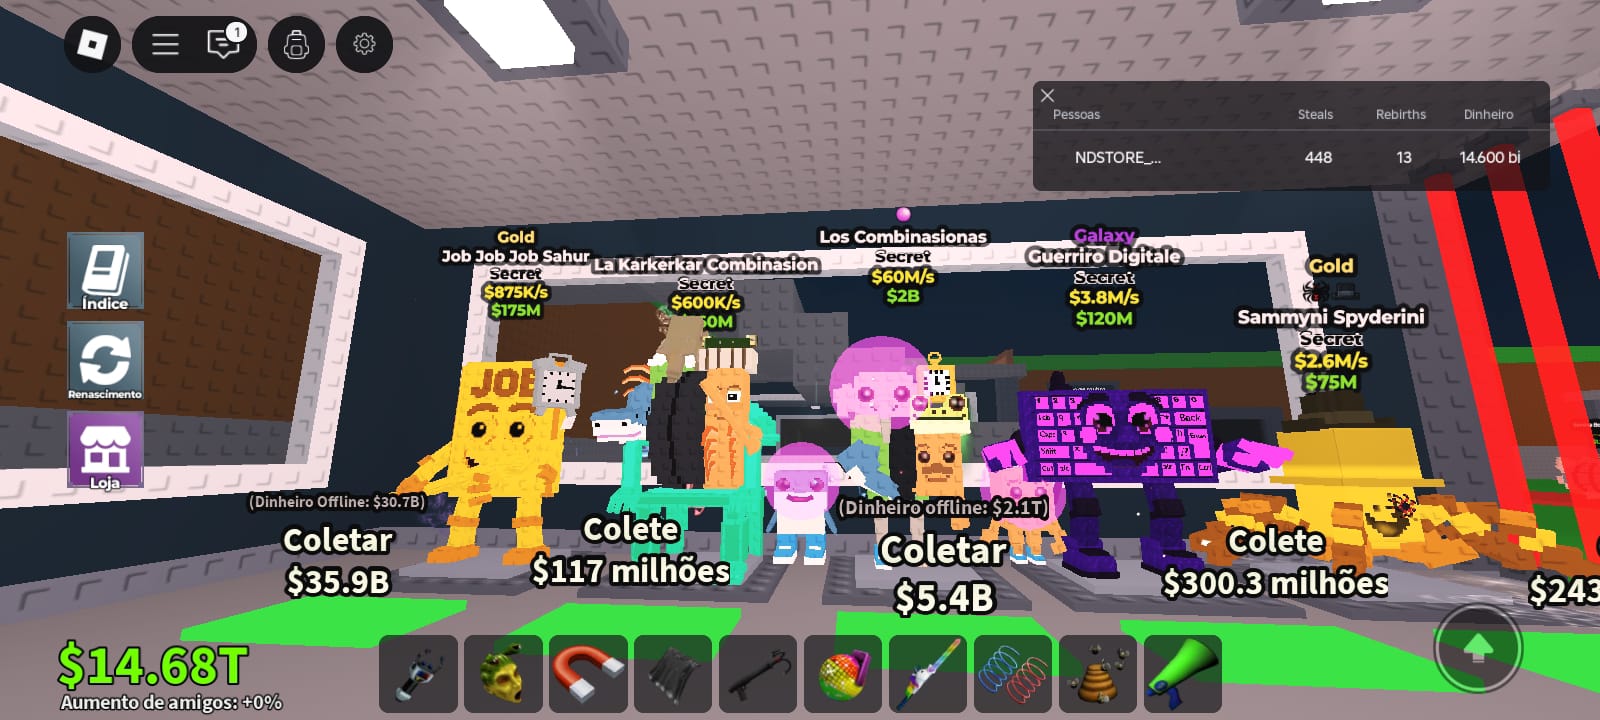 1
Pessoas Steals Rebirths Dinheiro
NDSTORE_... 448 13 14.600 bi
Índice
Renascimento
Loja
Gold
Job Job Job Sahur
Secret
$875K/s
$175M
La Karkerkar Combinasion
Secret
$600K/s
Los Combinasionas
Secret
$60M/s
$2B
Galaxy
Guerriro Digitale
Secret
$3.8M/s
$120M
Gold
Sammyni Spyderini
Secret
$2.6M/s
$75M
JOB
Back
(Dinheiro Offline: $30.7B)
Coletar
$35.9B
Colete
$117 milhões
(Dinheiro offline: $2.1T)
Coletar
$5.4B
Colete
$300.3 milhões
$243
$14.68T
Aumento de amigos: +0%